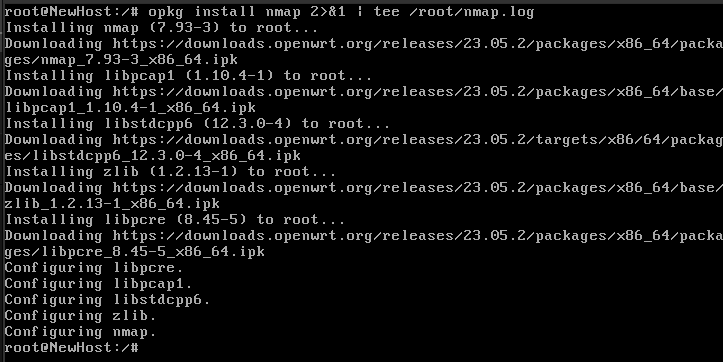 root@NewHost:/# opkg install nmap 2>&1 | tee /root/nmap.log
Installing nmap (7.93-3) to root...
Downloading https://downloads.openwrt.org/releases/23.05.2/packages/x86_64/packa
ges/nmap_7.93-3_x86_64.ipk
Installing libpcap1 (1.10.4-1) to root...
Downloading https://downloads.openwrt.org/releases/23.05.2/packages/x86_64/base/
libpcap1_1.10.4-1_x86_64.ipk
Installing libstdcpp6 (12.3.0-4) to root...
Downloading https://downloads.openwrt.org/releases/23.05.2/targets/x86/64/packag
es/libstdcpp6_12.3.0-4_x86_64.ipk
Installing zlib (1.2.13-1) to root...
Downloading https://downloads.openwrt.org/releases/23.05.2/packages/x86_64/base/
zlib_1.2.13-1_x86_64.ipk
Installing libpcre (8.45-5) to root...
Downloading https://downloads.openwrt.org/releases/23.05.2/packages/x86_64/packa
ges/libpcre_8.45-5_x86_64.ipk
Configuring libpcre.
Configuring libpcap1.
Configuring libstdcpp6.
Configuring zlib.
Configuring nmap.
root@NewHost:/#